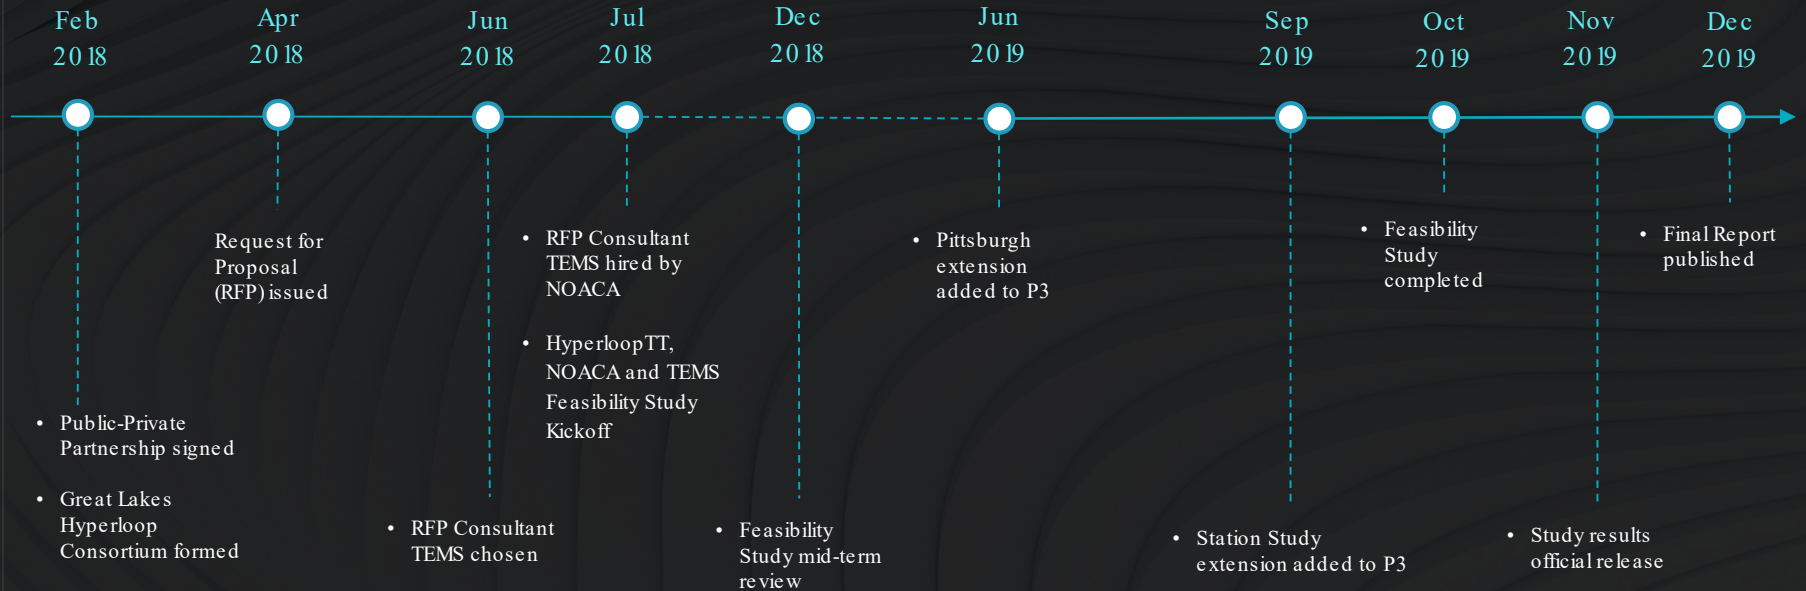 Feb
2018
Apr
2018
Jun
2018
Jul
2018
Dec
2018
Jun
2019
Sep
2019
Oct
2019
Nov
2019
Dec
2019
• Public-Private
Partnership signed
• Great Lakes
Hyperloop
Consortium formed
Request for
Proposal
(RFP) issued
• RFP Consultant
TEMS chosen
• RFP Consultant
TEMS hired by
NOACA
• HyperloopTT,
NOACA and TEMS
Feasibility Study
Kickoff
• Feasibility
Study mid-term
review
• Pittsburgh
extension
added to P3
• Station Study
extension added to P3
• Feasibility
Study
completed
• Study results
official release
• Final Report
published